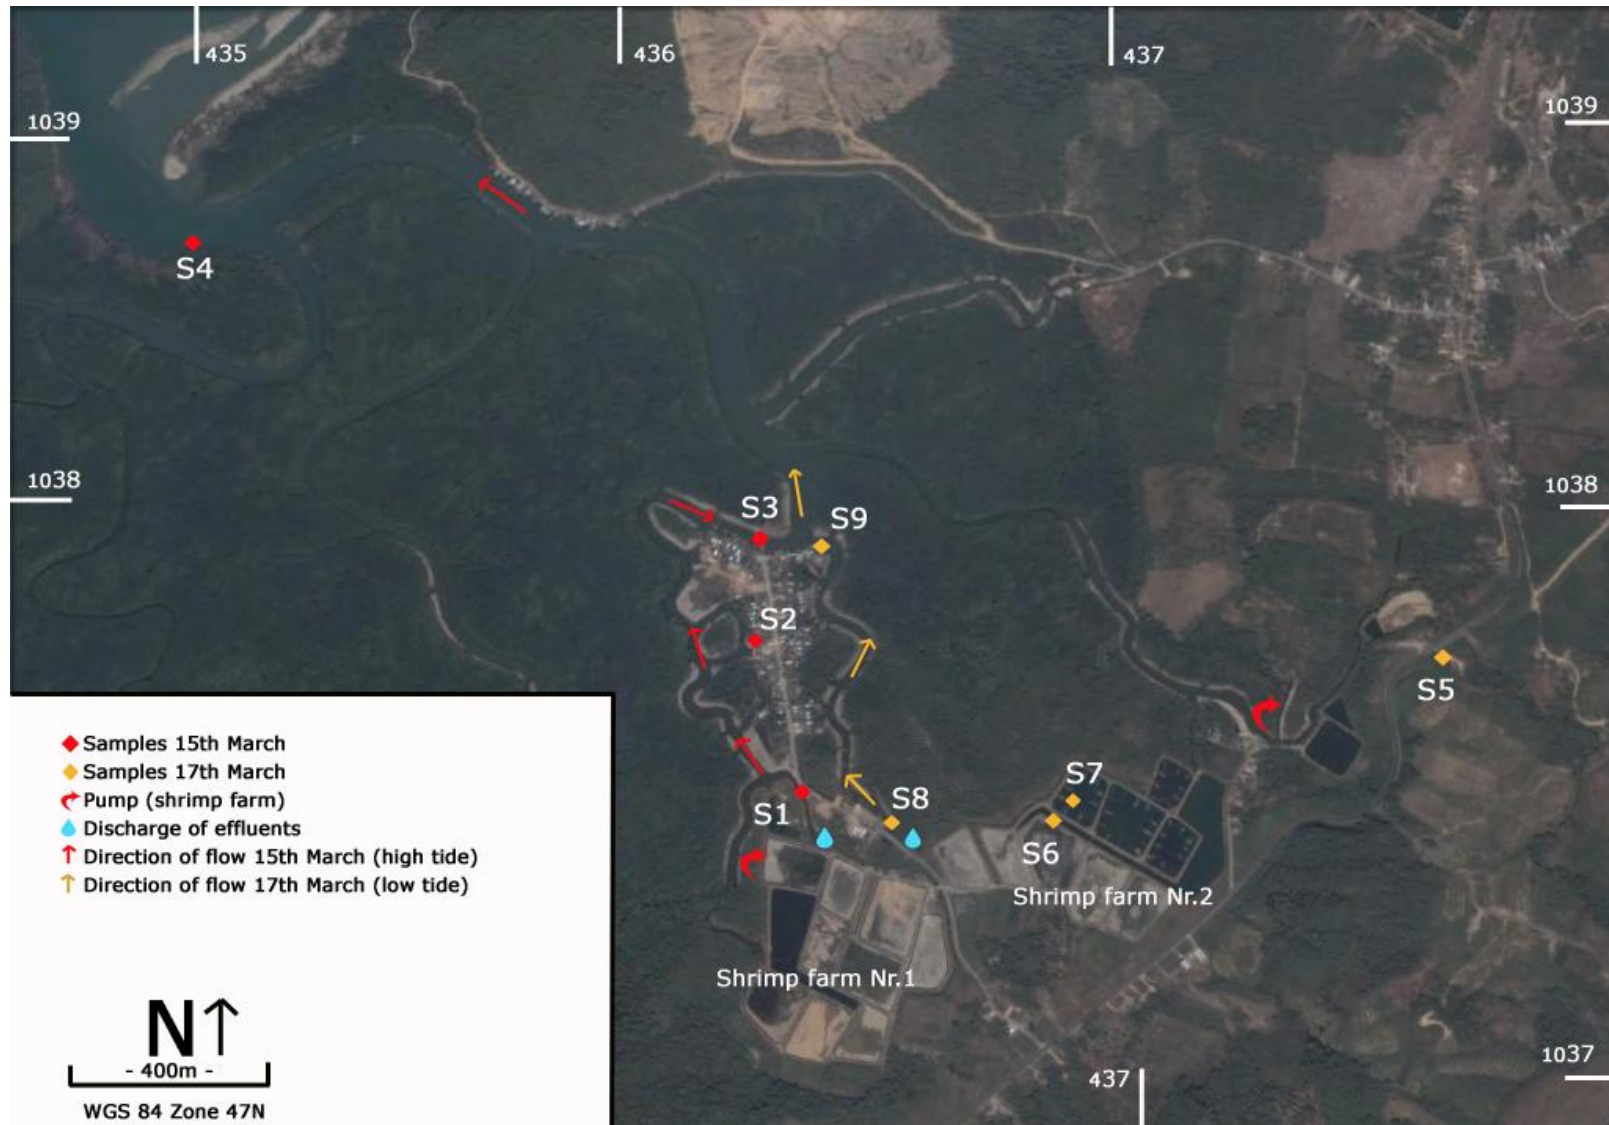 435
436
437
1039
1039
S4
1038
1038
S3
S9
S2
S5
S1
S8
S7
S6
Shrimp farm Nr.2
Shrimp farm Nr.1
1037
437
Samples 15th March
Samples 17th March
Pump (shrimp farm)
Discharge of effluents
Direction of flow 15th March (high tide)
Direction of flow 17th March (low tide)
N
- 400m -
WGS 84 Zone 47N